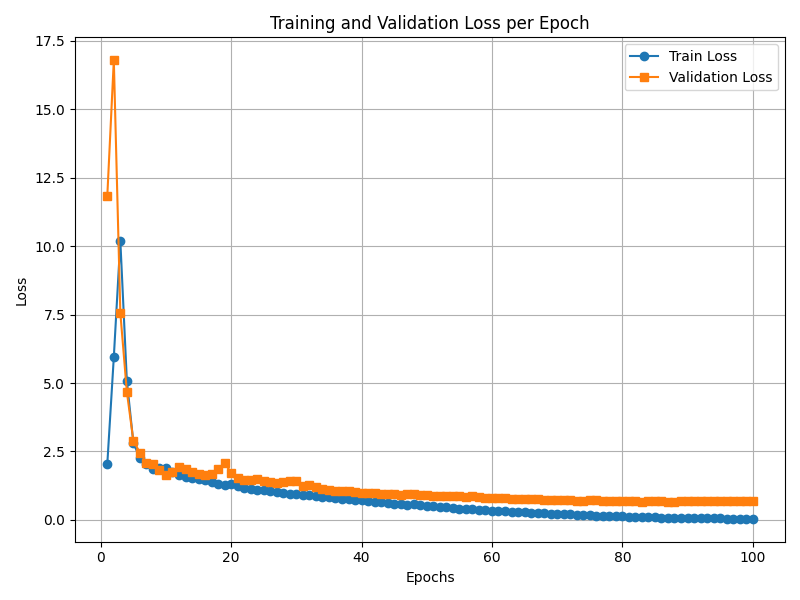 Training and Validation Loss per Epoch
17.5
15.0
12.5
10.0
7.5
5.0
2.5
0.0
Loss
Train Loss
Validation Loss
0 20 40 60 80 100
Epochs